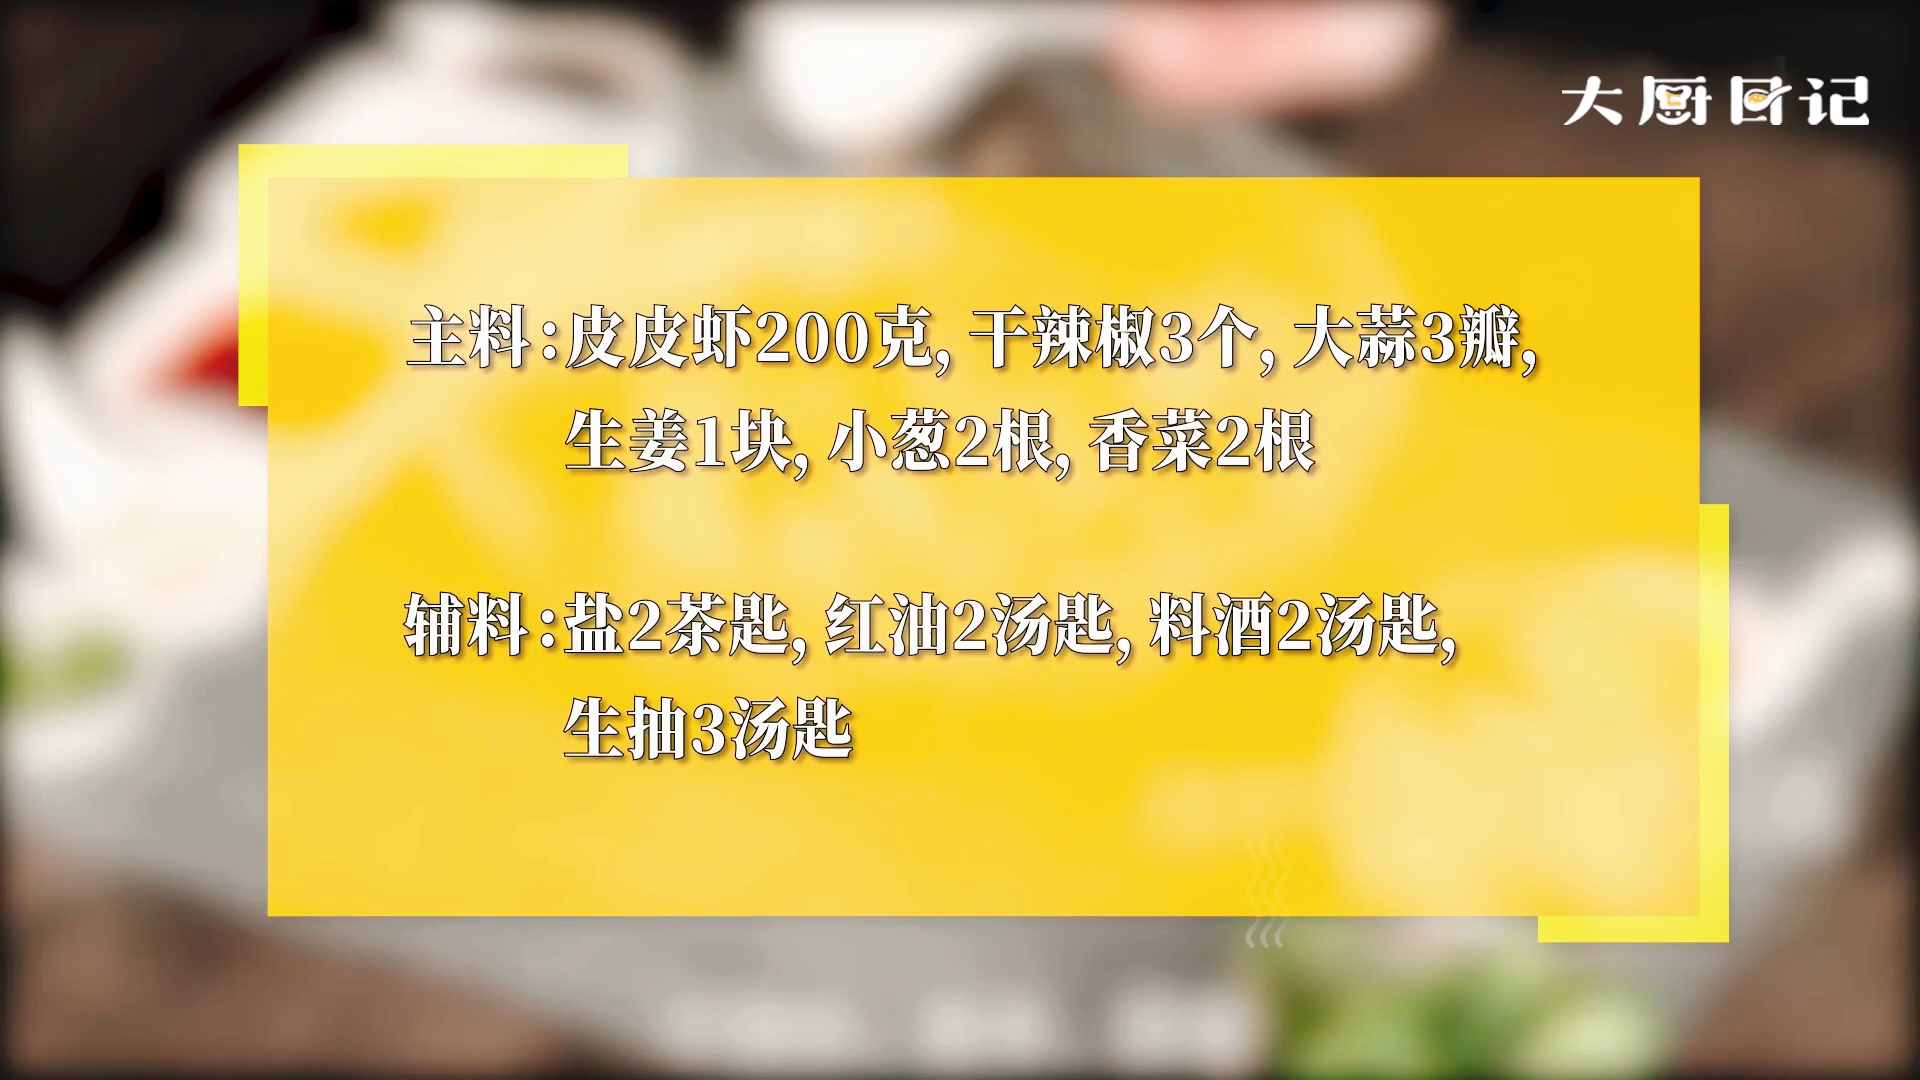 大厨日记
主料:皮皮虾200克,干辣椒3个,大蒜3瓣,
生姜1块,小葱2根,香菜2根
辅料:盐2茶匙,红油2汤匙,料酒2汤匙,
生抽3汤匙